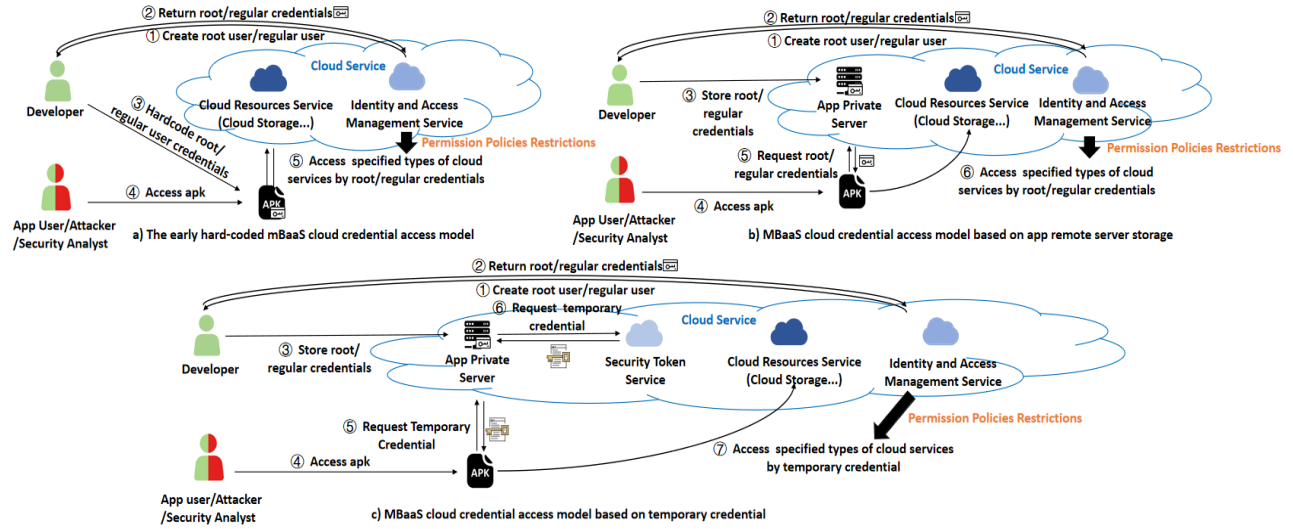 ② Return root/regular credentials
① Create root user/regular user
Cloud Service
Developer
Cloud Resources Service
(Cloud Storage...)
Identity and Access
Management Service
③ Hardcode root/
regular user credentials
Permission Policies Restrictions
⑤ Access specified types of cloud
services by root/regular credentials
④ Access apk
APK
App User/Attacker
/Security Analyst
a) The early hard-coded mBaaS cloud credential access model
② Return root/regular credentials
① Create root user/regular user
Cloud Service
Developer
③ Store root/
regular
credentials
App Private
Server
Cloud Resources Service
(Cloud Storage...)
Identity and Access
Management Service
Permission Policies Restrictions
⑤ Request root/
regular credentials
⑥ Access specified types of cloud
services by root/regular credentials
④ Access apk
APK
App User/Attacker
/Security Analyst
b) MBaaS cloud credential access model based on app remote server storage
② Return root/regular credentials
① Create root user/regular user
⑥ Request temporary
credential
Cloud Service
Developer
③ Store root/
regular credentials
App Private
Server
Security Token
Service
Cloud Resources Service
(Cloud Storage...)
Identity and Access
Management Service
Permission Policies Restrictions
⑤ Request Temporary
Credential
⑦ Access specified types of cloud services
by temporary credential
④ Access apk
APK
App user/Attacker
/Security Analyst
c) MBaaS cloud credential access model based on temporary credential